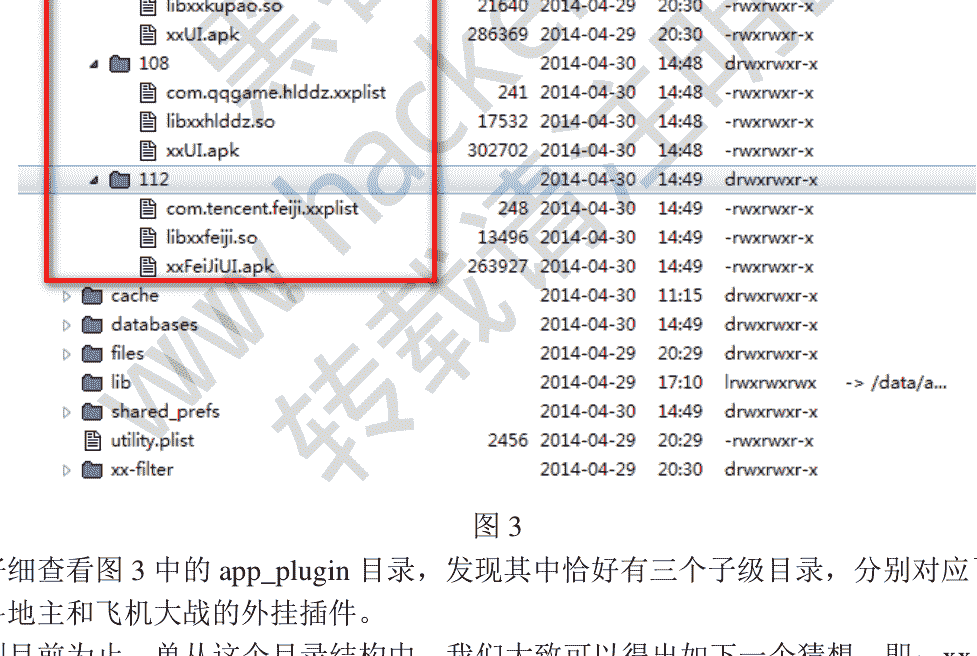 libxxkupao.so 21640 2014-04-29 20:30 -rwxrwxr-x
xxUI.apk 286369 2014-04-29 20:30 -rwxrwxr-x
108 2014-04-30 14:48 drwxrwxr-x
com.qqgame.hlddz.xxplist 241 2014-04-30 14:48 -rwxrwxr-x
libxxhlddz.so 17532 2014-04-30 14:48 -rwxrwxr-x
xxUI.apk 302702 2014-04-30 14:48 -rwxrwxr-x
112 2014-04-30 14:49 drwxrwxr-x
com.tencent.feiji.xxplist 248 2014-04-30 14:49 -rwxrwxr-x
libxxfeiji.so 13496 2014-04-30 14:49 -rwxrwxr-x
xxFeiJiUI.apk 263927 2014-04-30 14:49 -rwxrwxr-x
cache 2014-04-30 11:15 drwxrwxr-x
databases 2014-04-30 14:49 drwxrwxr-x
files 2014-04-29 20:29 drwxrwxr-x
lib 2014-04-29 17:10 lrwxrwxrwx -> /data/a...
shared_prefs 2014-04-30 14:49 drwxrwxr-x
utility.plist 2456 2014-04-29 20:29 -rwxrwxr-x
xx-filter 2014-04-29 20:30 drwxrwxr-x
www.hacke
转载请注明
图 3
仔细查看图 3 中的 app_plugin 目录，发现其中恰好有三个子级目录，分别对应
地主和飞机大战的外挂插件。
到目前为止，单从这个目录结构中，我们大致可以得出如下一个猜想，即：xx